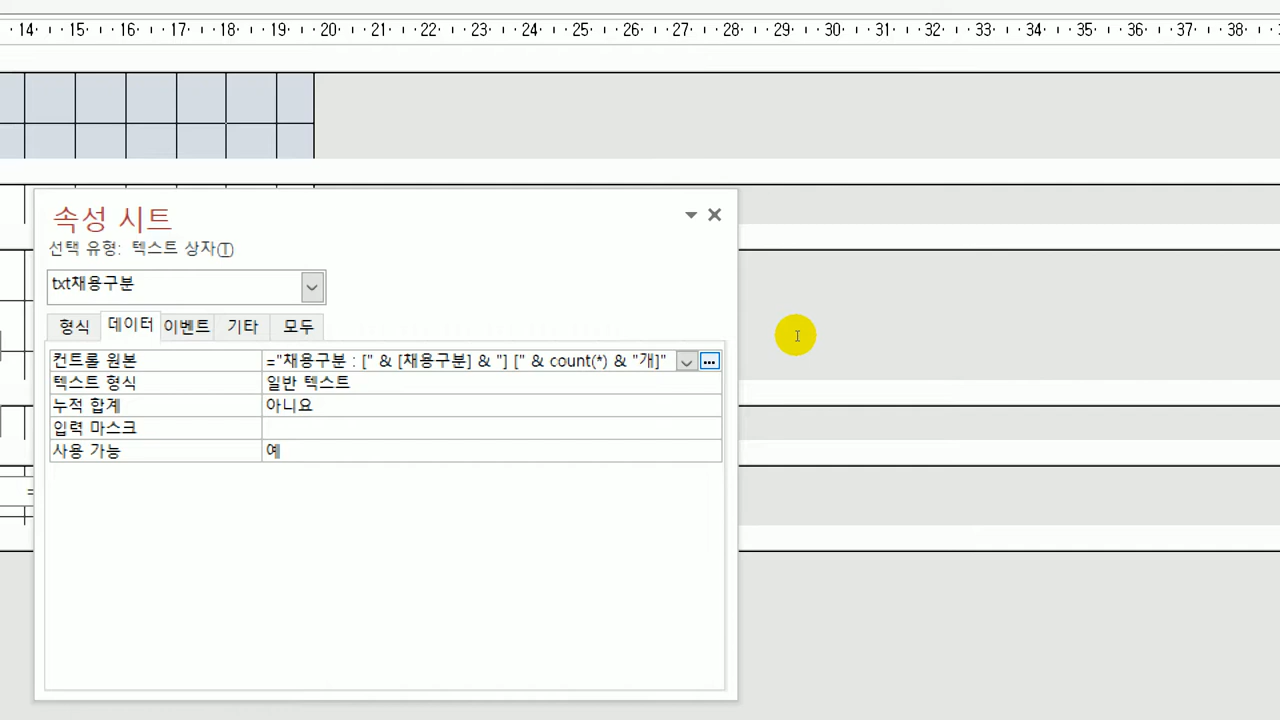 14 15 16 17 18 19 20 21 22 23 24 25 26 27 28 29 30 31 32 33 34 35 36 37 38
속성 시트
선택 유형: 텍스트 상자(T)
txt채용구분
형식 데이터 이벤트 기타 모두
컨트롤 원본 ="채용구분 : [" & [채용구분] & "] [" & count(*) & "개]"
텍스트 형식 일반 텍스트
누적 합계 아니요
입력 마스크
사용 가능 예
=